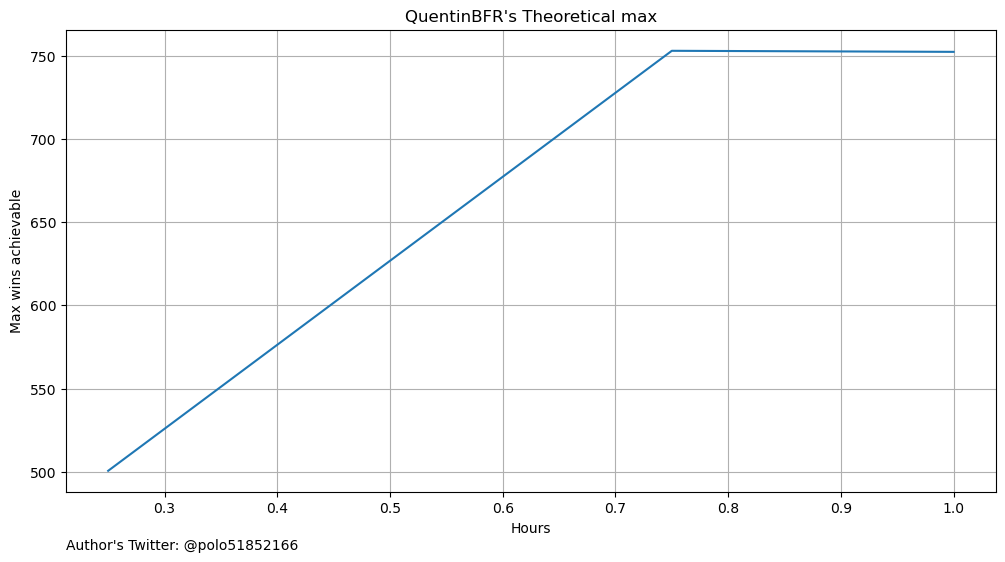 QuentinBFR's Theoretical max
Max wins achievable
750
700
650
600
550
500
0.3 0.4 0.5 0.6 0.7 0.8 0.9 1.0
Hours
Author's Twitter: @polo51852166